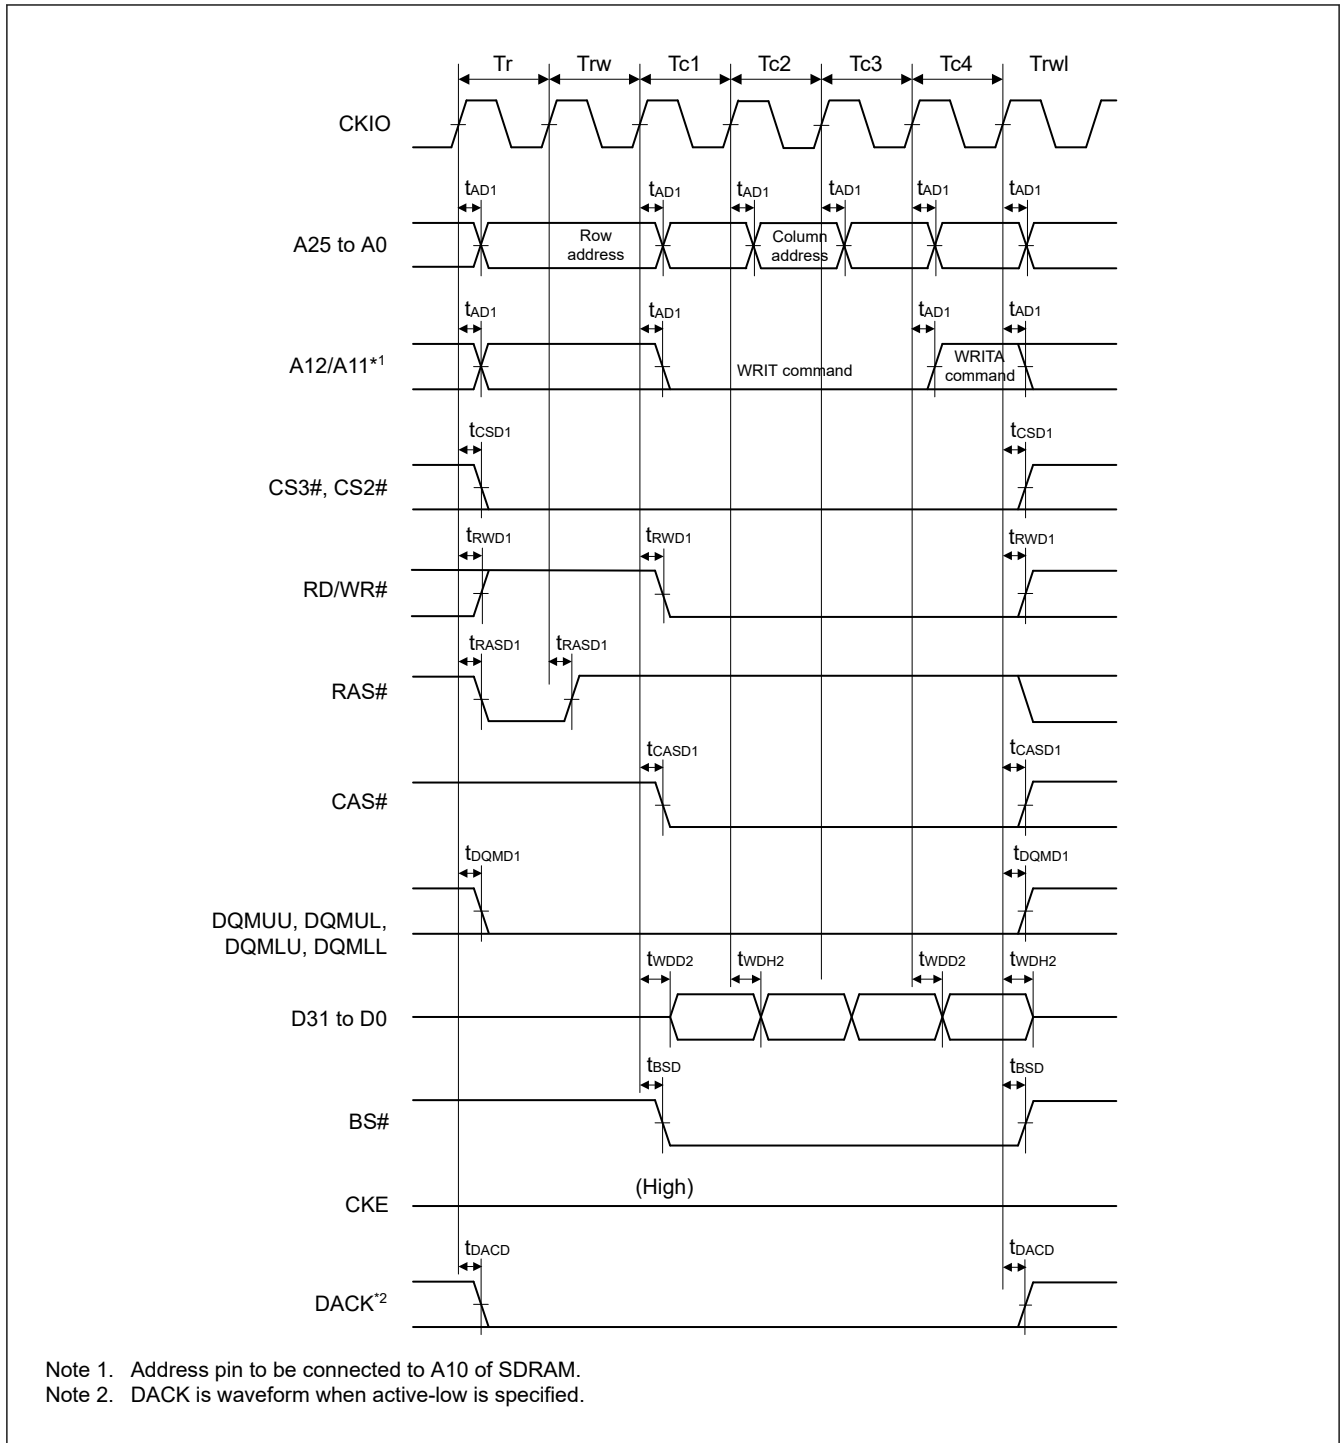 Tr Trw Tc1 Tc2 Tc3 Tc4 Trwl
CKIO
tAD1 tAD1 tAD1 tAD1 tAD1 tAD1
A25 to A0
Row
address
Column
address
tAD1 tAD1 tAD1 tAD1
A12/A11*1
WRIT command
WRITA
command
tCSD1 tCSD1
CS3#, CS2#
tRWD1 tRWD1 tRWD1
RD/WR#
tRASD1 tRASD1
RAS#
tCASD1 tCASD1
CAS#
tDQMD1 tDQMD1
DQMUU, DQMUL,
DQMLU, DQMLL
tWDD2 tWDH2 tWDD2 tWDH2
D31 to D0
tBSD tBSD
BS#
(High)
CKE
tDACD tDACD
DACK*2
Note 1. Address pin to be connected to A10 of SDRAM.
Note 2. DACK is waveform when active-low is specified.